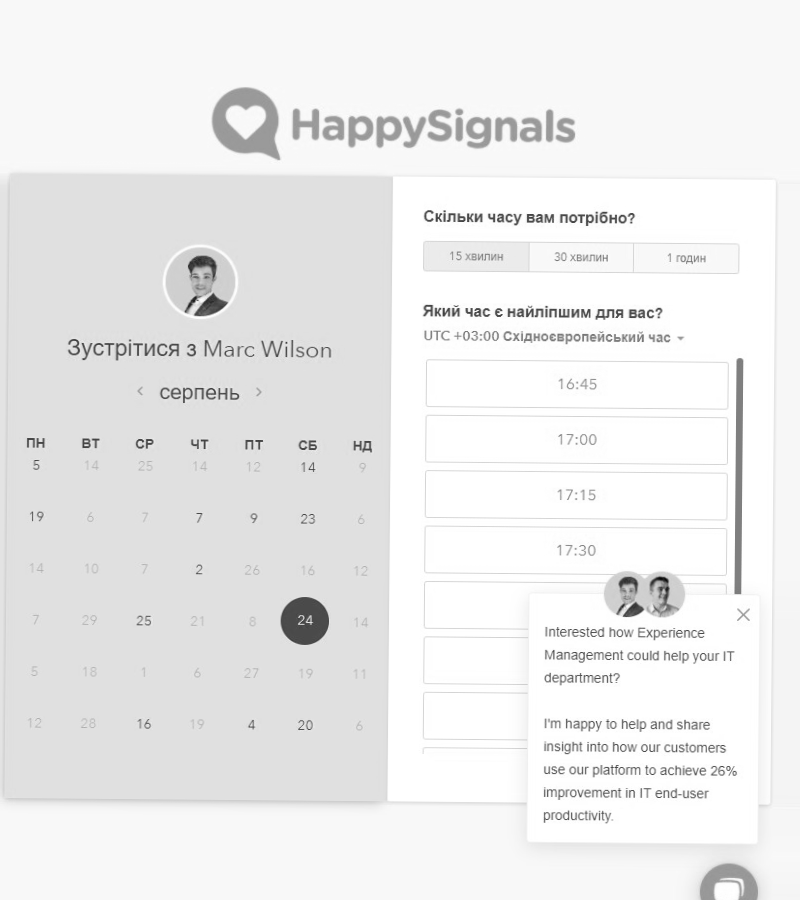 HappySignals
Зустрітися з Marc Wilson
серпень
ПН ВТ СР ЧТ ПТ СБ НД
5 14 25 14 12 14 9
19 6 7 7 9 23 6
14 10 7 2 26 16 12
7 29 25 21 8 24 14
5 18 1 6 27 19 11
12 28 16 19 4 20 6
Скільки часу вам потрібно?
15 хвилин 30 хвилин 1 годин
Який час є найліпшим для вас?
UTC +03:00 Східноєвропейський час
16:45
17:00
17:15
17:30
Interested how Experience
Management could help your IT
department?
I'm happy to help and share
insight into how our customers
use our platform to achieve 26%
improvement in IT end-user
productivity.